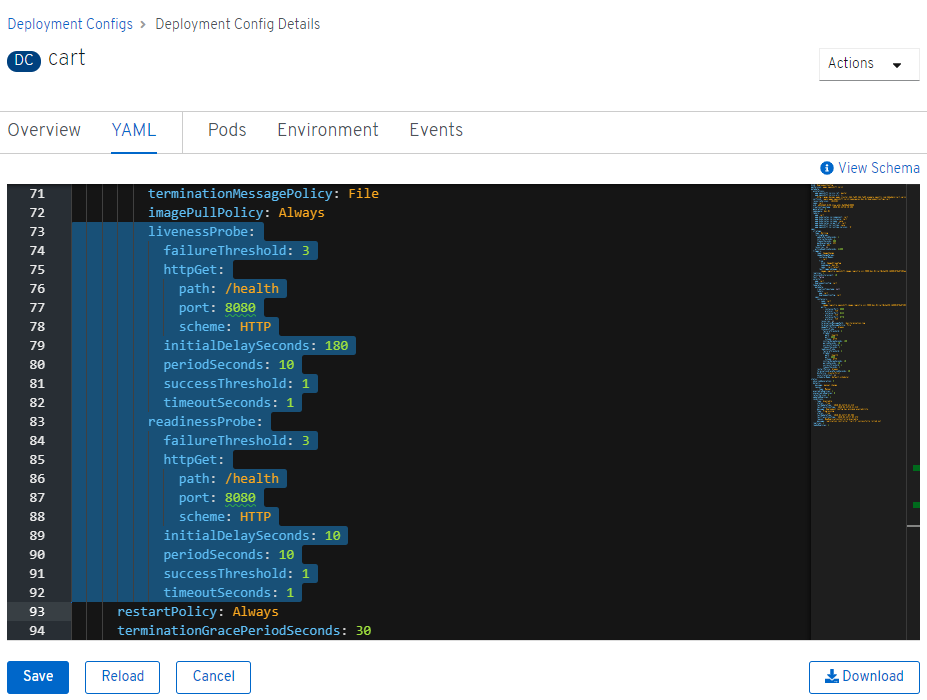 Deployment Configs > Deployment Config Details
DC cart
Actions
Overview YAML Pods Environment Events
View Schema
71 terminationMessagePolicy: File
72 imagePullPolicy: Always
73 livenessProbe:
74 failureThreshold: 3
75 httpGet:
76 path: /health
77 port: 8080
78 scheme: HTTP
79 initialDelaySeconds: 180
80 periodSeconds: 10
81 successThreshold: 1
82 timeoutSeconds: 1
83 readinessProbe:
84 failureThreshold: 3
85 httpGet:
86 path: /health
87 port: 8080
88 scheme: HTTP
89 initialDelaySeconds: 10
90 periodSeconds: 10
91 successThreshold: 1
92 timeoutSeconds: 1
93 restartPolicy: Always
94 terminationGracePeriodSeconds: 30
Save Reload Cancel Download